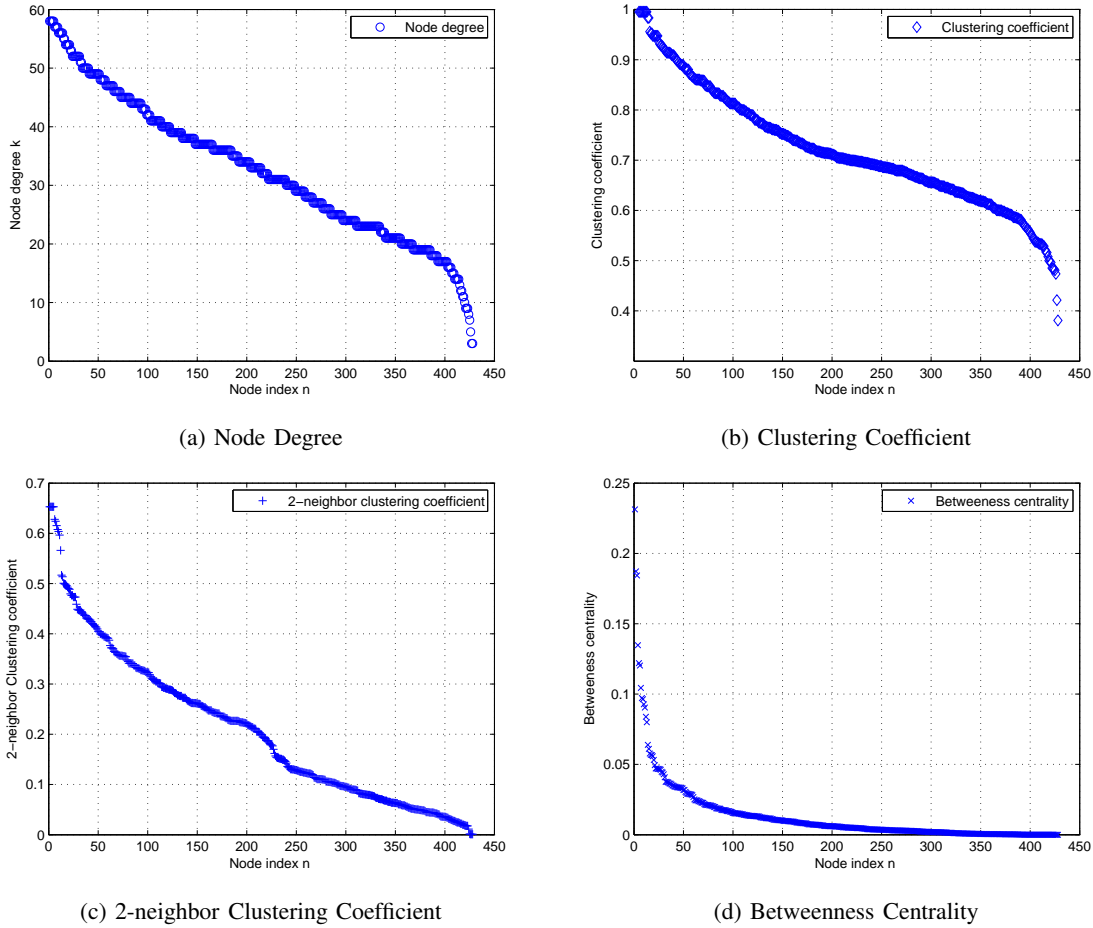 60
50
40
30
20
10
0
Node degree k
Node degree
0 50 100 150 200 250 300 350 400 450
Node index n
(a) Node Degree
1
0.9
0.8
0.7
0.6
0.5
0.4
Clustering coefficient
Clustering coefficient
0 50 100 150 200 250 300 350 400 450
Node index n
(b) Clustering Coefficient
0.7
0.6
0.5
0.4
0.3
0.2
0.1
0
2−neighbor Clustering coefficient
2−neighbor clustering coefficient
0 50 100 150 200 250 300 350 400 450
Node index n
(c) 2-neighbor Clustering Coefficient
0.25
0.2
0.15
0.1
0.05
0
Betweeness centrality
Betweeness centrality
0 50 100 150 200 250 300 350 400 450
Node index n
(d) Betweenness Centrality